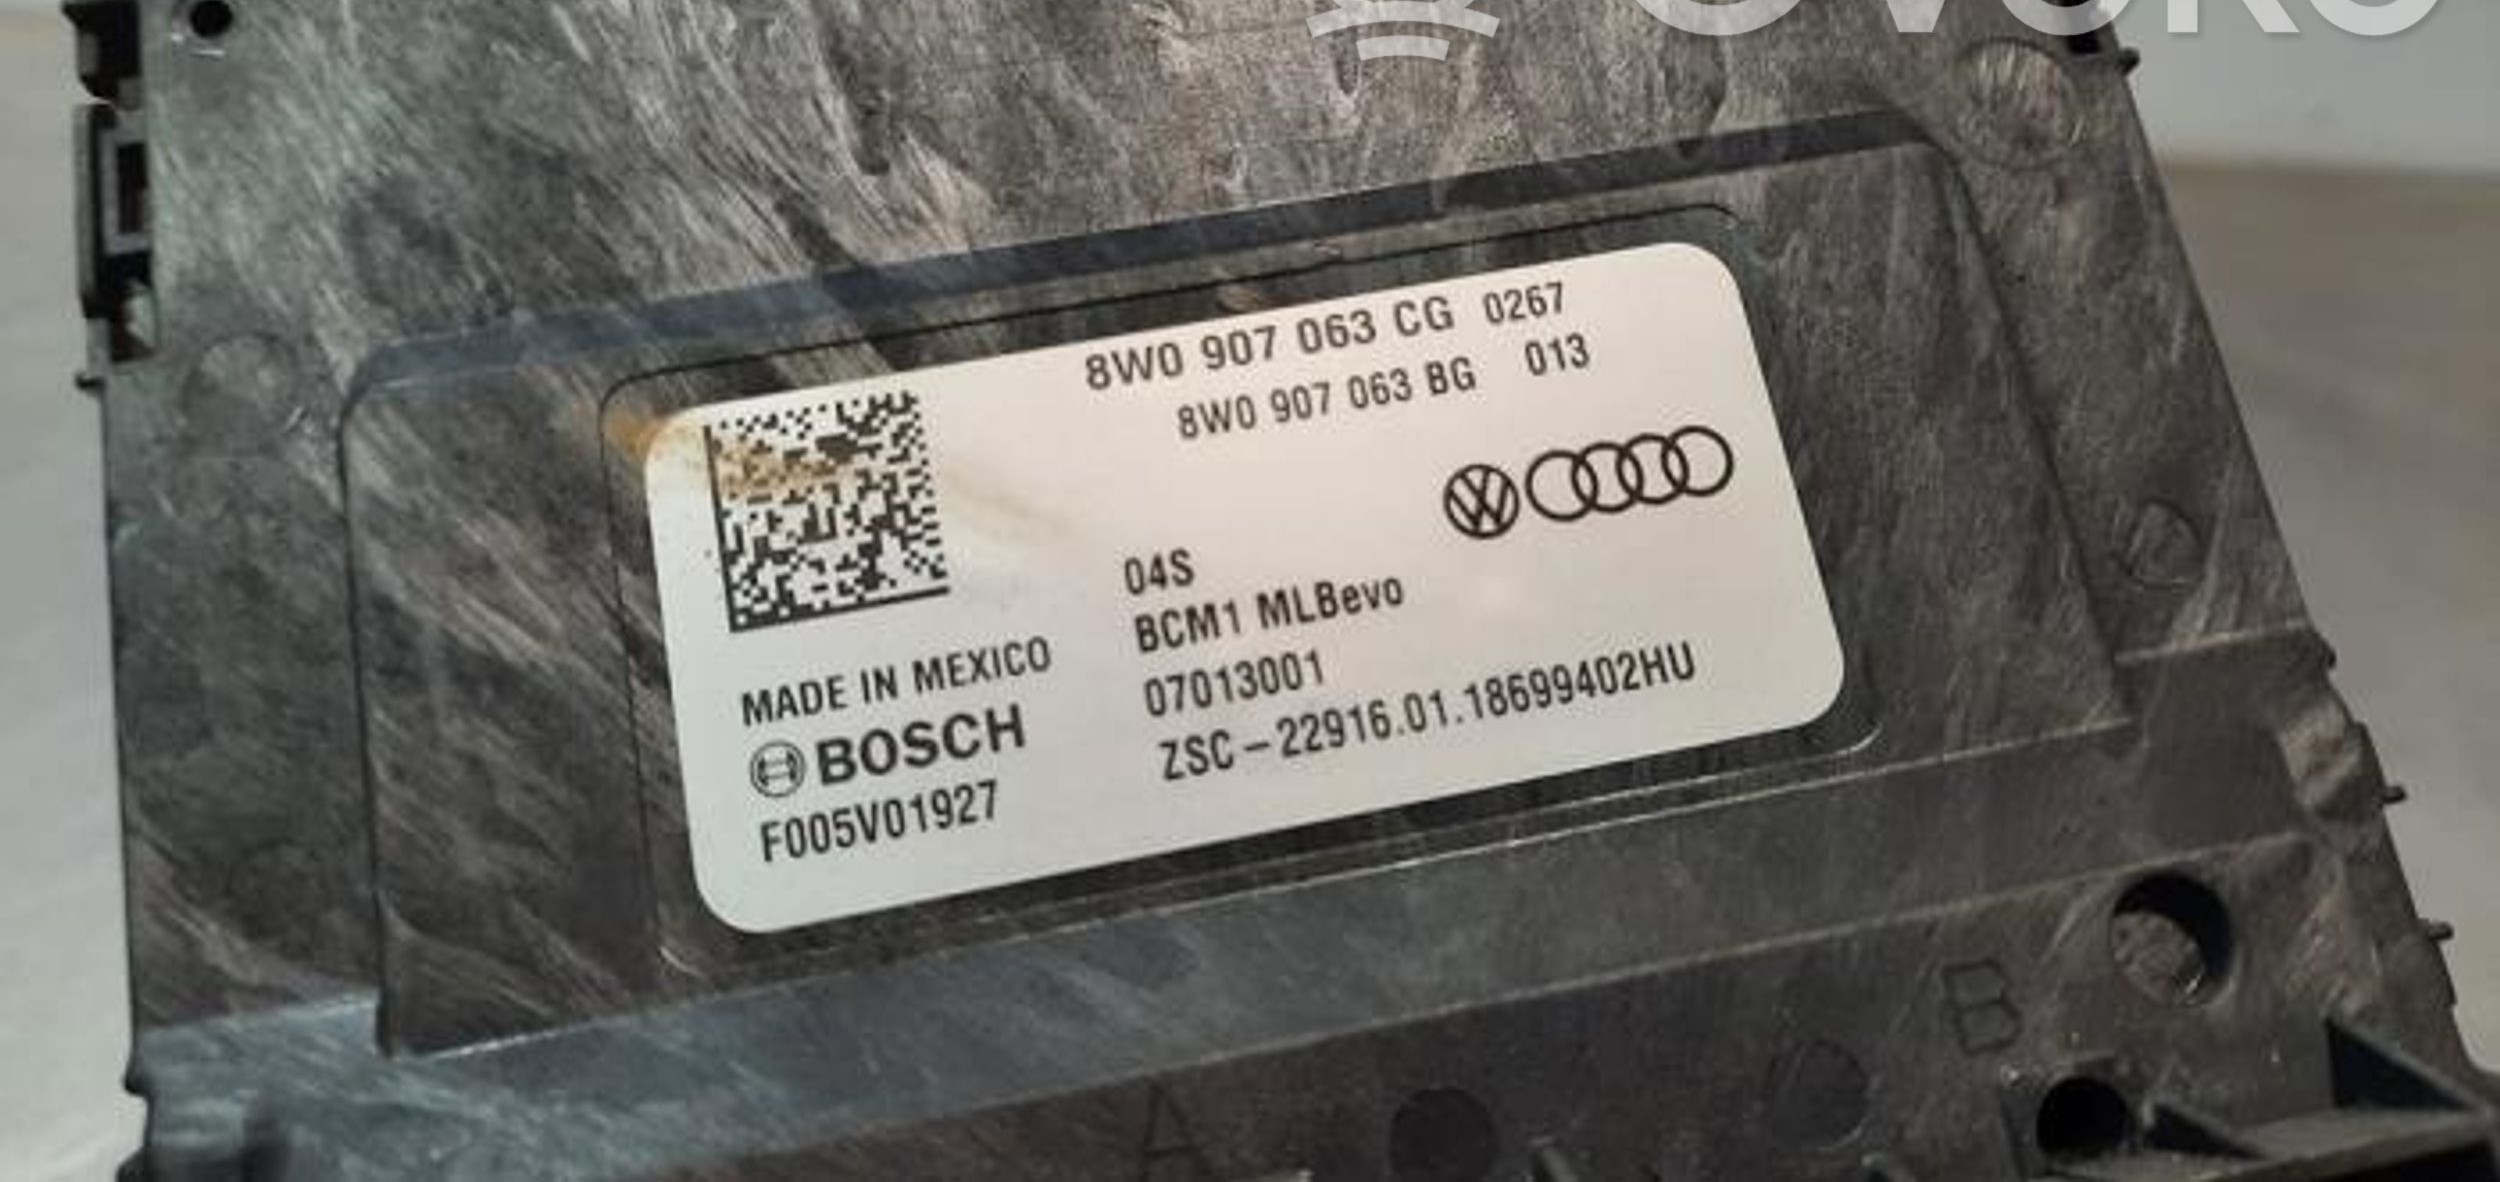 8W0 907 063 CG 0267
8W0 907 063 BG 013
04S
BCM1 MLBevo
07013001
ZSC-22916.01.18699402HU
MADE IN MEXICO
BOSCH
F005V01927
A
B